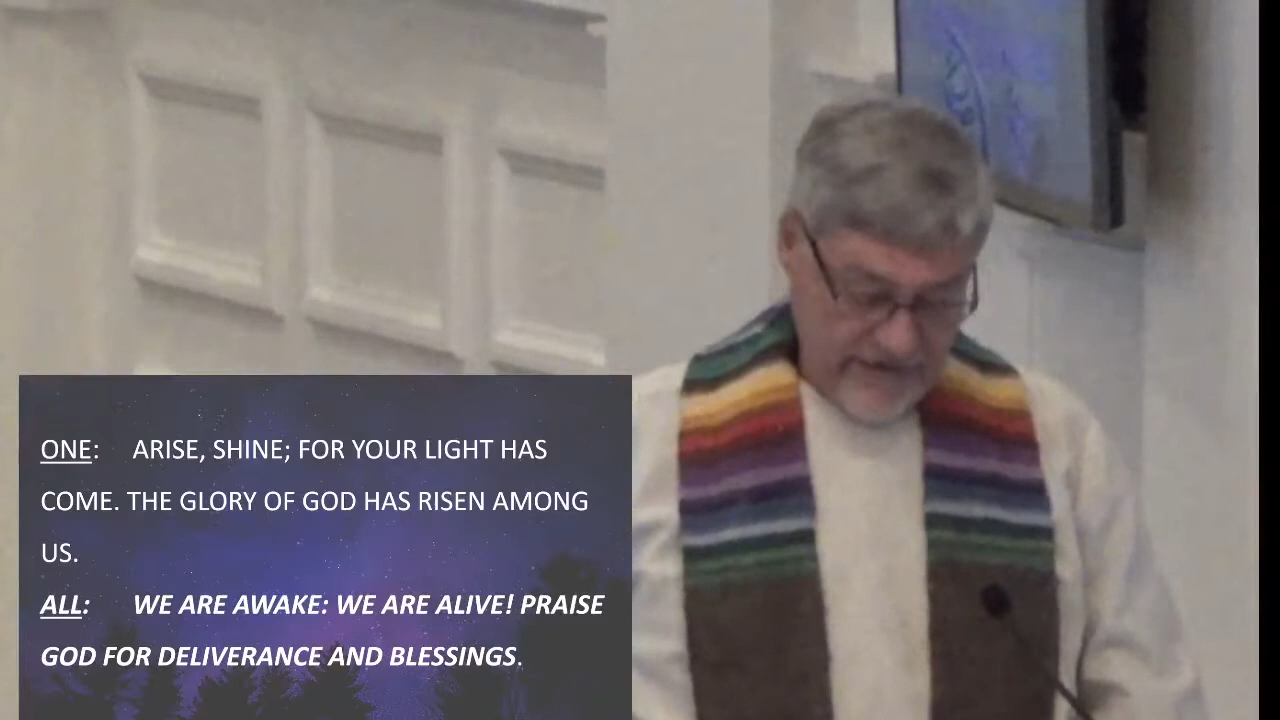 ONE: ARISE, SHINE; FOR YOUR LIGHT HAS
COME. THE GLORY OF GOD HAS RISEN AMONG
US.
ALL: WE ARE AWAKE: WE ARE ALIVE! PRAISE
GOD FOR DELIVERANCE AND BLESSINGS.